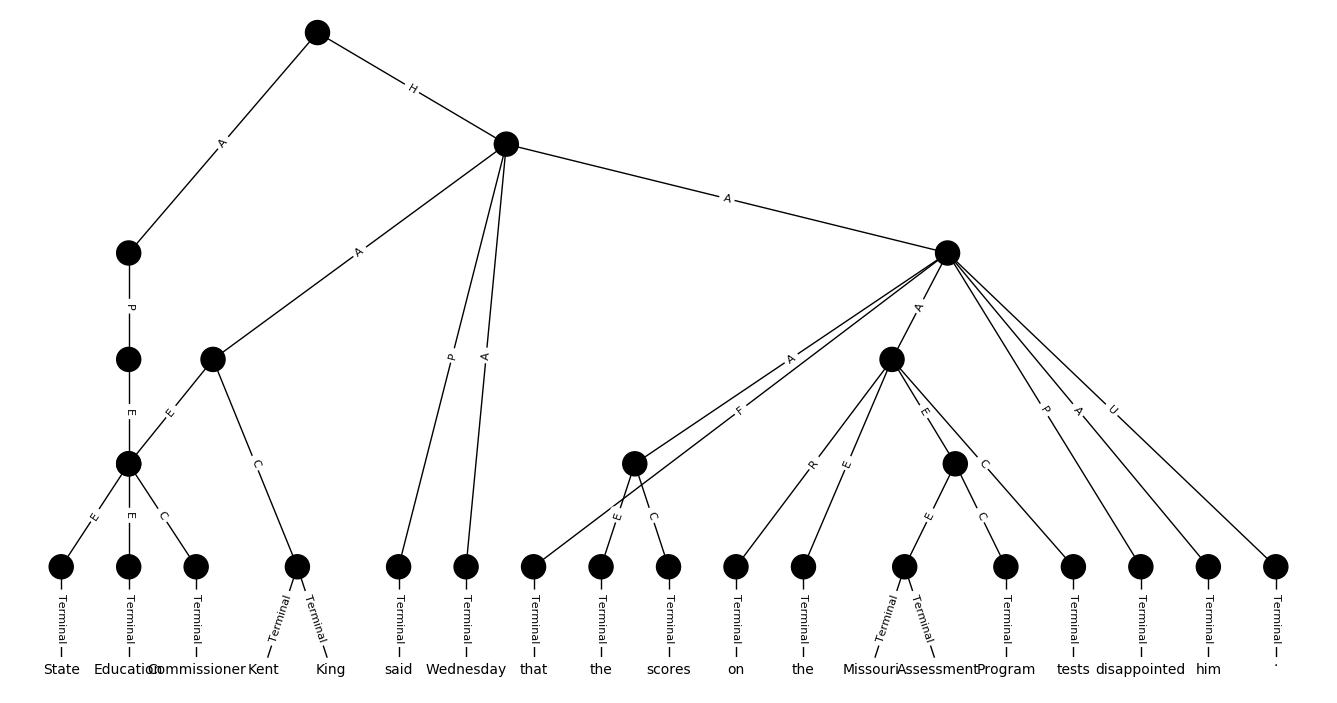 H
A
A
A
P
A
P
A
E
E
A
F
A
P
A
U
C
R
E
E
C
E
E
C
E
C
E
C
Terminal Terminal Terminal Terminal Terminal Terminal Terminal Terminal Terminal Terminal Terminal Terminal Terminal Terminal Terminal Terminal Terminal Terminal Terminal
State Education Commissioner Kent King said Wednesday that the scores on the Missouri Assessment Program tests disappointed him .